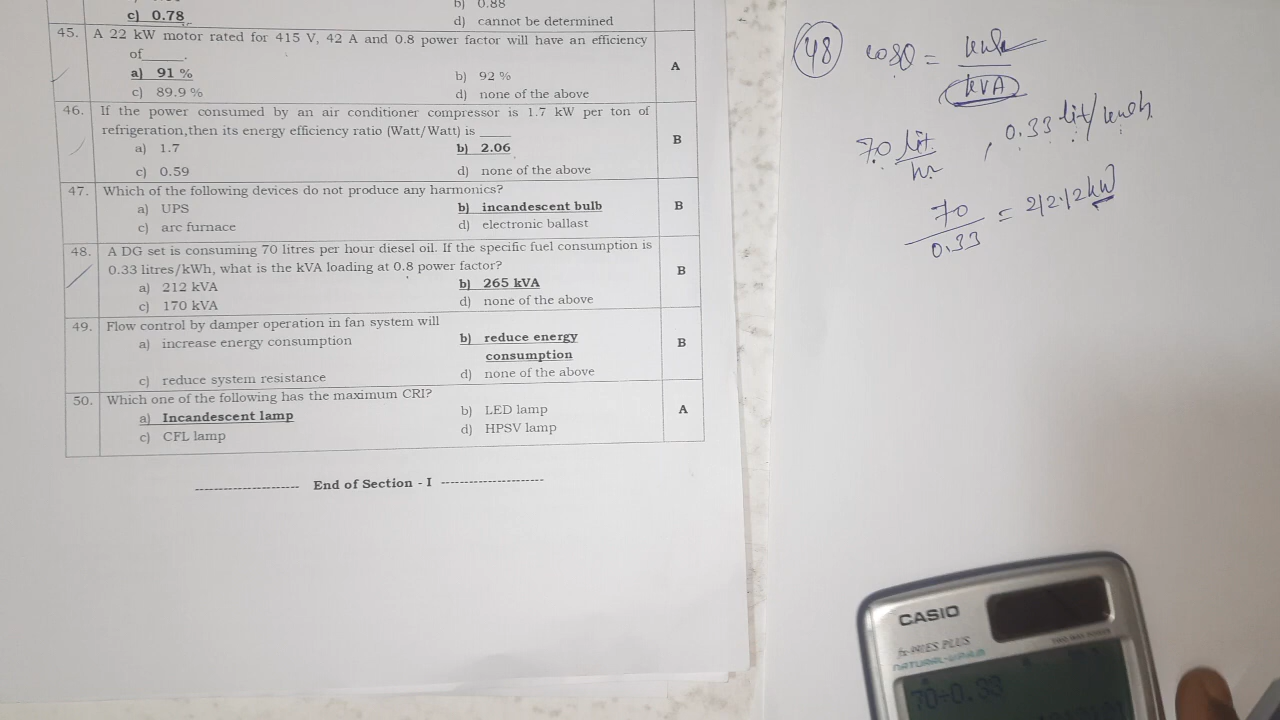 b) 0.88
c) 0.78
d) cannot be determined
45. A 22 kW motor rated for 415 V, 42 A and 0.8 power factor will have an efficiency
of_____.
a) 91 %
b) 92 %
A
c) 89.9 %
d) none of the above
46. If the power consumed by an air conditioner compressor is 1.7 kW per ton of
refrigeration,then its energy efficiency ratio (Watt/Watt) is ____
a) 1.7
b) 2.06
B
c) 0.59
d) none of the above
47. Which of the following devices do not produce any harmonics?
a) UPS
b) incandescent bulb
B
c) arc furnace
d) electronic ballast
48. A DG set is consuming 70 litres per hour diesel oil. If the specific fuel consumption is
0.33 litres/kWh, what is the kVA loading at 0.8 power factor?
a) 212 kVA
b) 265 kVA
B
c) 170 kVA
d) none of the above
49. Flow control by damper operation in fan system will
a) increase energy consumption
b) reduce energy
consumption
B
c) reduce system resistance
d) none of the above
50. Which one of the following has the maximum CRI?
a) Incandescent lamp
b) LED lamp
A
c) CFL lamp
d) HPSV lamp
---------------------- End of Section - I ----------------------
48 cosθ =
kVA
70 lit/hr , 0.33 lit/kwh
70/0.33 = 212.12 kW
CASIO
fx-991ES PLUS
NATURAL-V.P.A.M.
TWO WAY POWER
70÷0.33